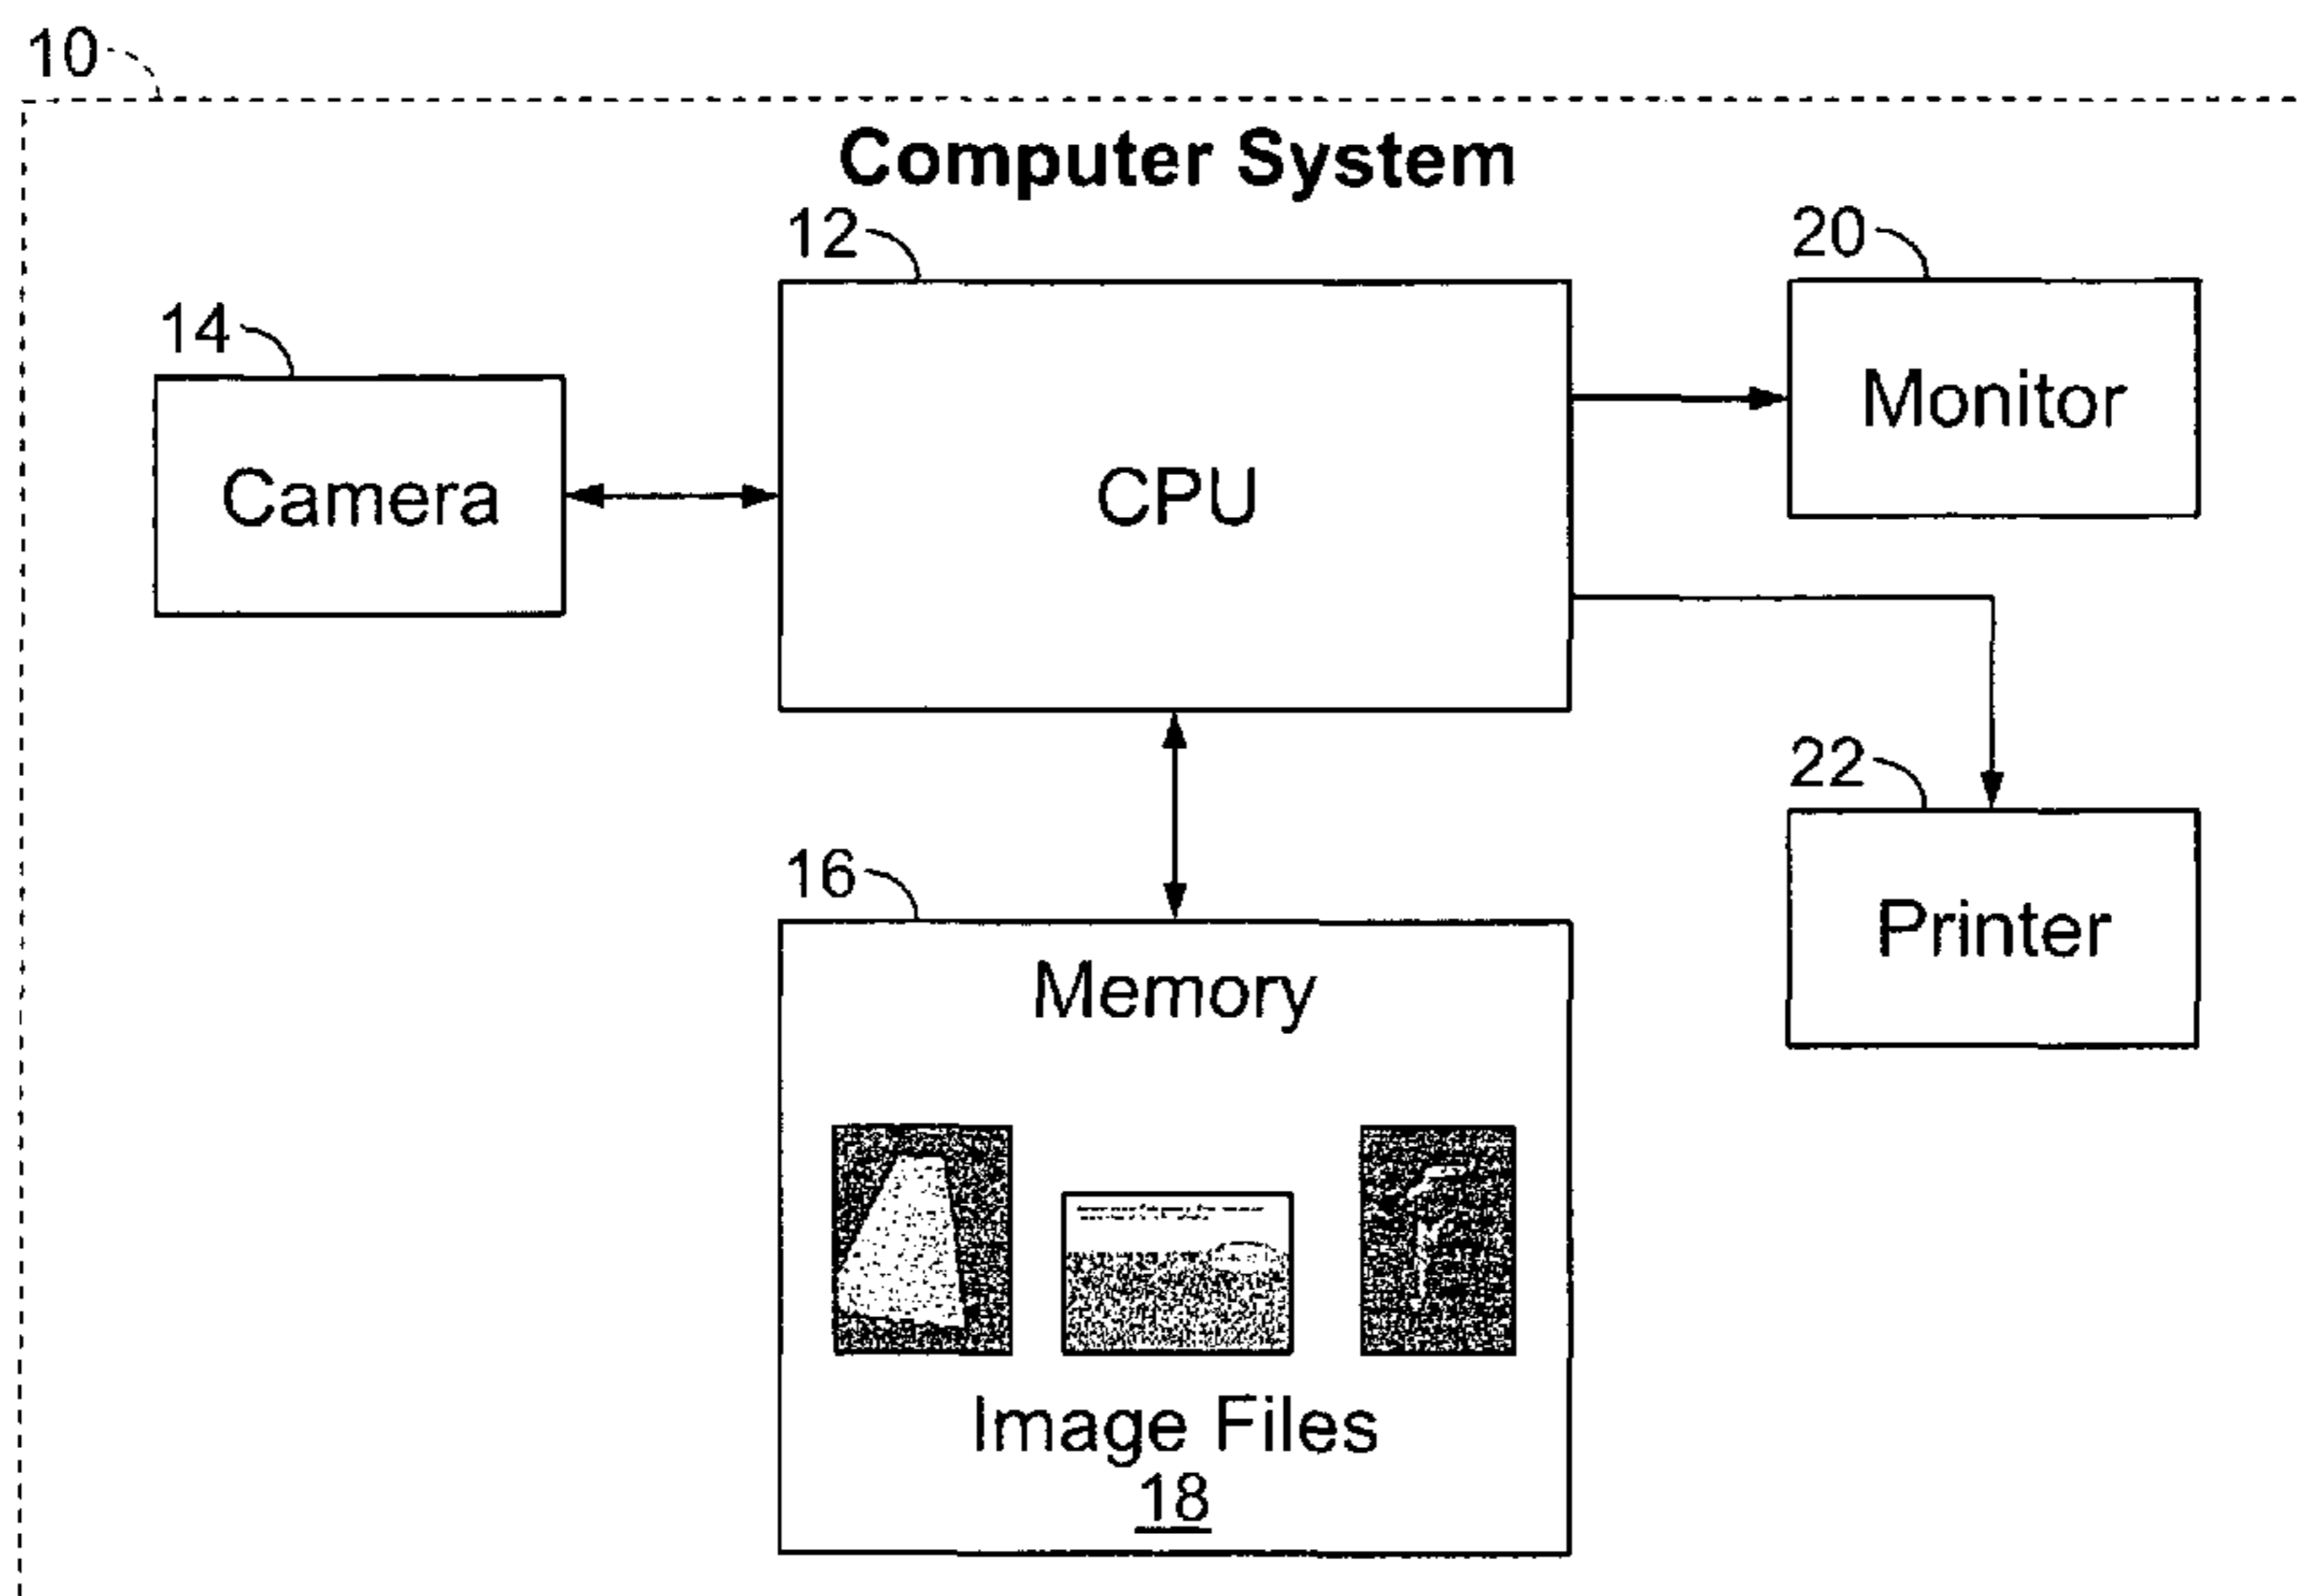 10
Computer System
12
20
14
Monitor
Camera
CPU
22
16
Printer
Memory
Image Files
18